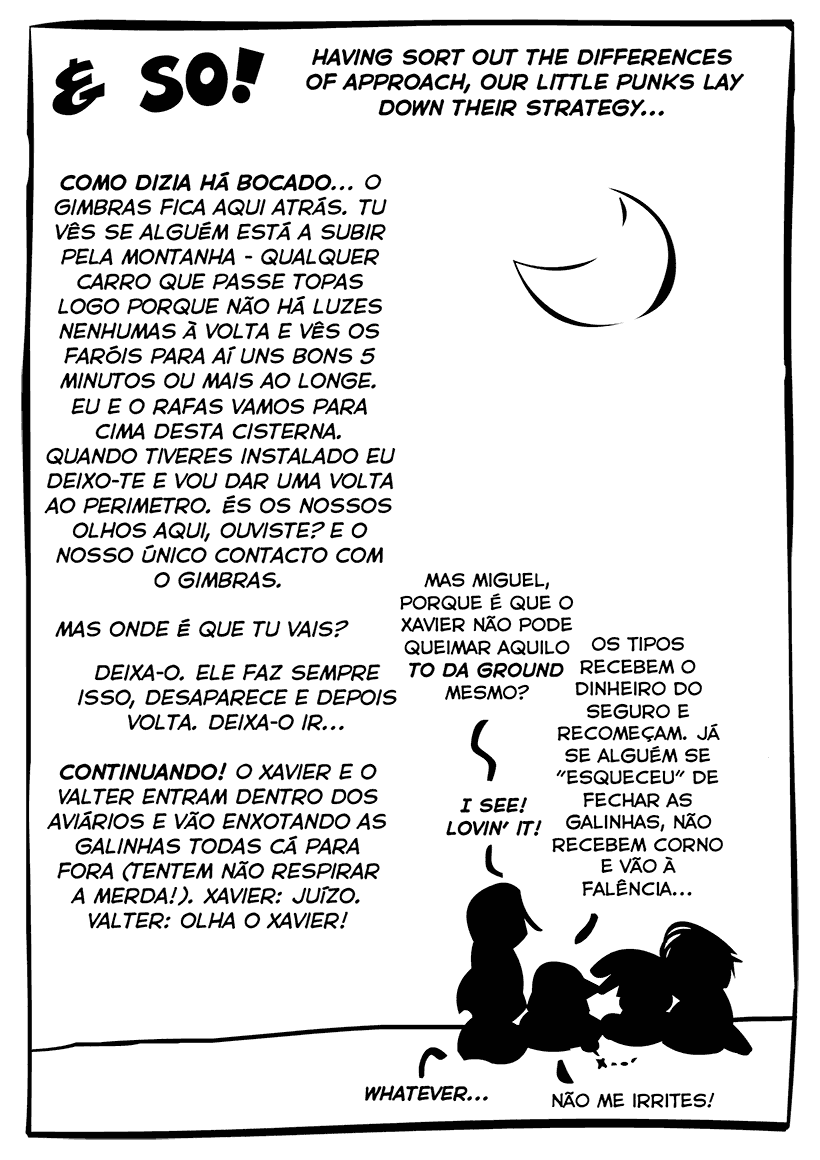 & SO!
HAVING SORT OUT THE DIFFERENCES
OF APPROACH, OUR LITTLE PUNKS LAY
DOWN THEIR STRATEGY...
COMO DIZIA HÁ BOCADO... O
GIMBRAS FICA AQUI ATRÁS. TU
VÊS SE ALGUÉM ESTÁ A SUBIR
PELA MONTANHA - QUALQUER
CARRO QUE PASSE TOPAS
LOGO PORQUE NÃO HÁ LUZES
NENHUMAS À VOLTA E VÊS OS
FARÓIS PARA AÍ UNS BONS 5
MINUTOS OU MAIS AO LONGE.
EU E O RAFAS VAMOS PARA
CIMA DESTA CISTERNA.
QUANDO TIVERES INSTALADO EU
DEIXO-TE E VOU DAR UMA VOLTA
AO PERIMETRO. ÉS OS NOSSOS
OLHOS AQUI, OUVISTE? E O
NOSSO ÚNICO CONTACTO COM
O GIMBRAS.
MAS ONDE É QUE TU VAIS?
DEIXA-O. ELE FAZ SEMPRE
ISSO, DESAPARECE E DEPOIS
VOLTA. DEIXA-O IR...
CONTINUANDO! O XAVIER E O
VALTER ENTRAM DENTRO DOS
AVIÁRIOS E VÃO ENXOTANDO AS
GALINHAS TODAS CÁ PARA
FORA (TENTEM NÃO RESPIRAR
A MERDA!). XAVIER: JUÍZO.
VALTER: OLHA O XAVIER!
MAS MIGUEL,
PORQUE É QUE O
XAVIER NÃO PODE
QUEIMAR AQUILO
TO DA GROUND
MESMO?
OS TIPOS
RECEBEM O
DINHEIRO DO
SEGURO E
RECOMEÇAM. JÁ
SE ALGUÉM SE
"ESQUECEU" DE
FECHAR AS
GALINHAS, NÃO
RECEBEM CORNO
E VÃO À
FALÊNCIA...
I SEE!
LOVIN' IT!
WHATEVER...
NÃO ME IRRITES!